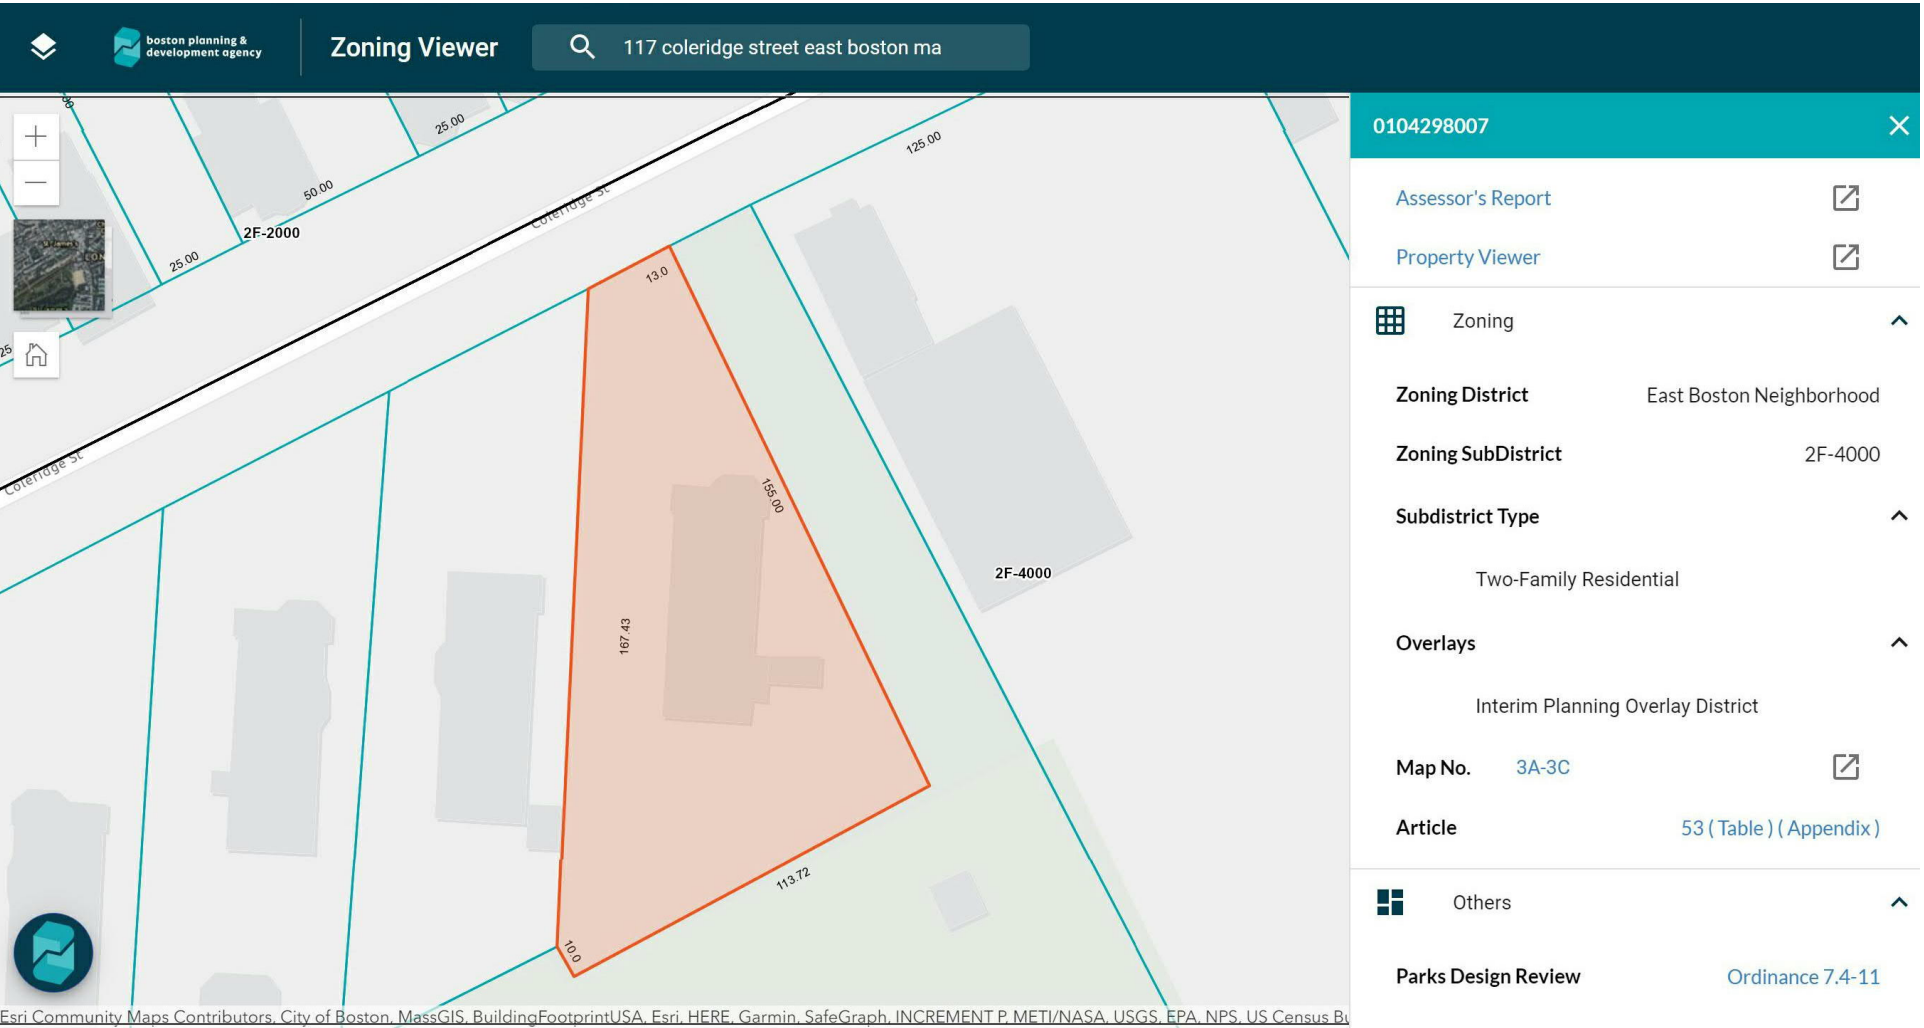 boston planning &
development agency
Zoning Viewer
117 coleridge street east boston ma
25.00
50.00
25.00
2F-2000
Coleridge St
125.00
13.0
25
Coleridge St
155.00
167.43
2F-4000
113.72
10.0
Esri Community Maps Contributors, City of Boston, MassGIS, BuildingFootprintUSA, Esri, HERE, Garmin, SafeGraph, INCREMENT P, METI/NASA, USGS, EPA, NPS, US Census
0104298007
Assessor's Report
Property Viewer
Zoning
Zoning District East Boston Neighborhood
Zoning SubDistrict 2F-4000
Subdistrict Type
Two-Family Residential
Overlays
Interim Planning Overlay District
Map No. 3A-3C
Article 53 ( Table ) ( Appendix )
Others
Parks Design Review Ordinance 7.4-11